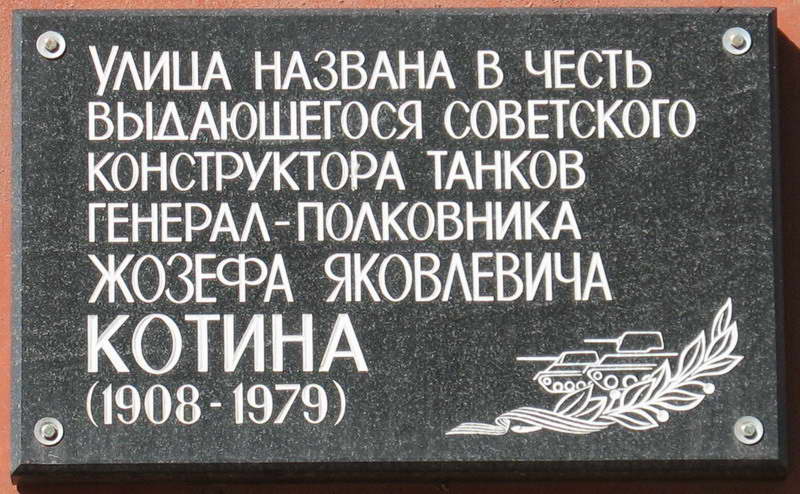 УЛИЦА НАЗВАНА В ЧЕСТЬ
ВЫДАЮЩЕГОСЯ СОВЕТСКОГО
КОНСТРУКТОРА ТАНКОВ
ГЕНЕРАЛ-ПОЛКОВНИКА
ЖОЗЕФА ЯКОВЛЕВИЧА
КОТИНА
(1908-1979)